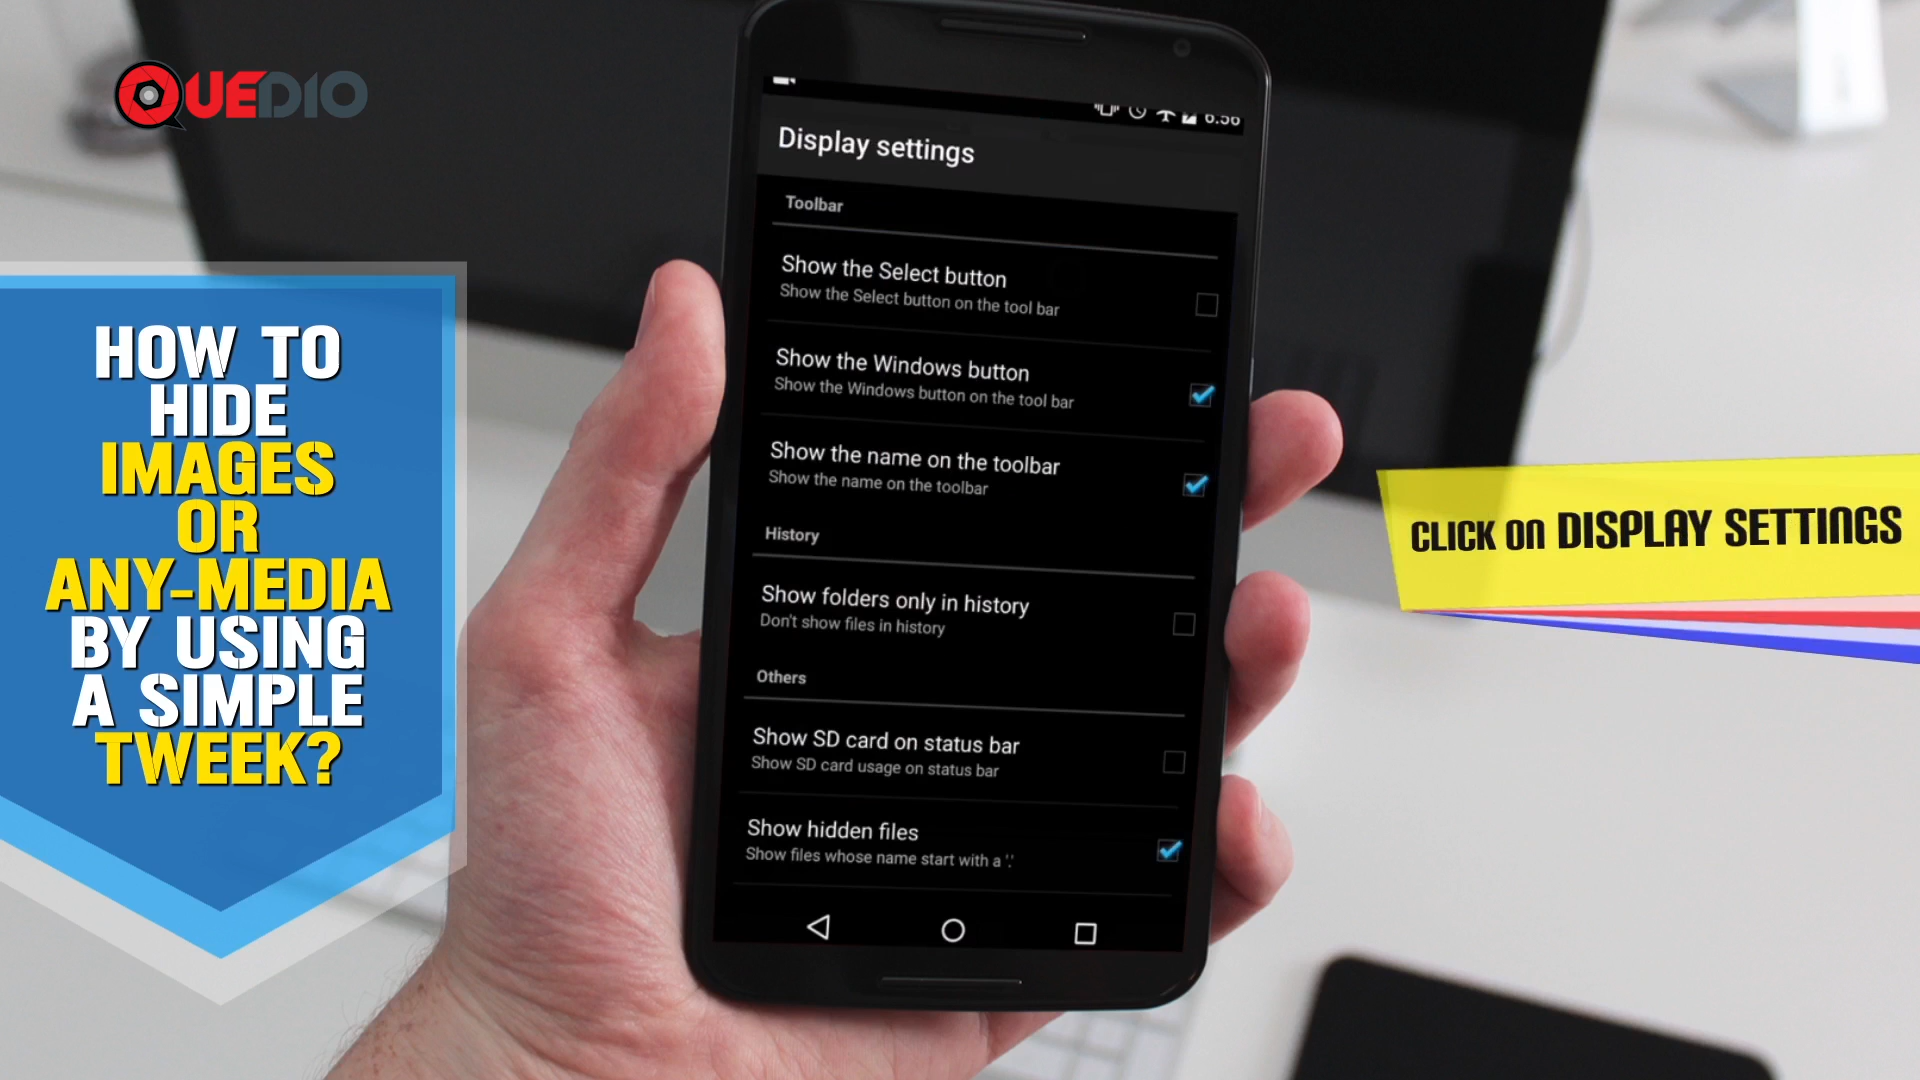 QUEDIO
HOW TO
HIDE
IMAGES
OR
ANY-MEDIA
BY USING
A SIMPLE
TWEEK?
6:56
Display settings
Toolbar
Show the Select button
Show the Select button on the tool bar
Show the Windows button
Show the Windows button on the tool bar
Show the name on the toolbar
Show the name on the toolbar
History
Show folders only in history
Don't show files in history
Others
Show SD card on status bar
Show SD card usage on status bar
Show hidden files
Show files whose name start with a '.'
CLICK ON DISPLAY SETTINGS